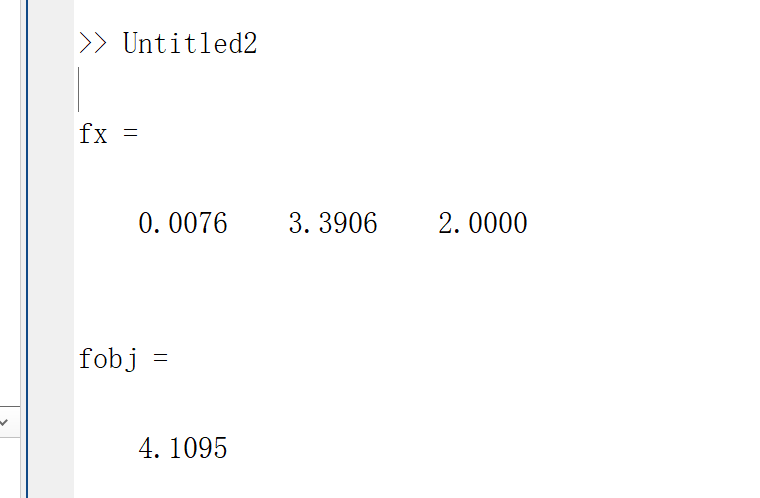 >> Untitled2
fx =
0.0076    3.3906    2.0000
fobj =
4.1095